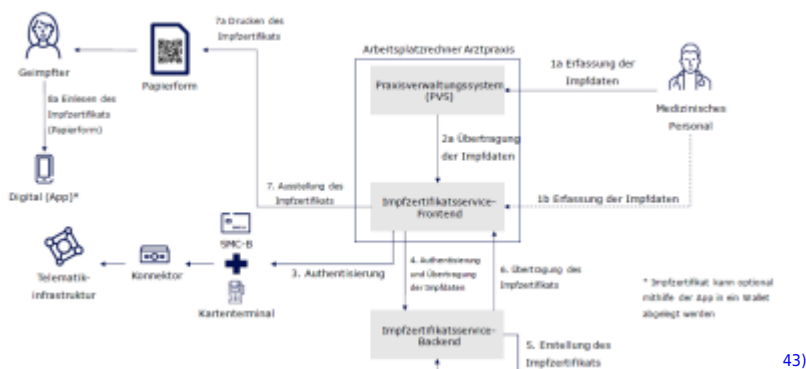 7a Drucken des
Impfzertifikats
Geimpfter
Papierform
6a Einlesen des
Impfzertifikats
(Papierform)
Digital (App)*
Arbeitsplatzrechner Arztpraxis
Praxisverwaltungssystem
(PVS)
1a Erfassung der
Impfdaten
Medizinisches
Personal
2a Übertragung
der Impfdaten
7. Ausstellung des
Impfzertifikats
Impfzertifikatsservice-
Frontend
1b Erfassung der Impfdaten
SMC-B
Telematik-
infrastruktur
Konnektor
Kartenterminal
3. Authentisierung
4. Authentisierung
und Übertragung
der Impfdaten
6. Übertragung des
Impfzertifikats
* Impfzertifikat kann optional
mithilfe der App in ein Wallet
abgelegt werden
Impfzertifikatsservice-
Backend
5. Erstellung des
Impfzertifikats
43)